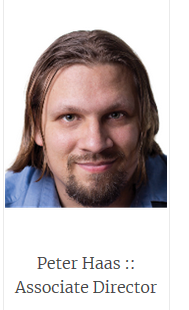 Peter Haas ::
Associate Director